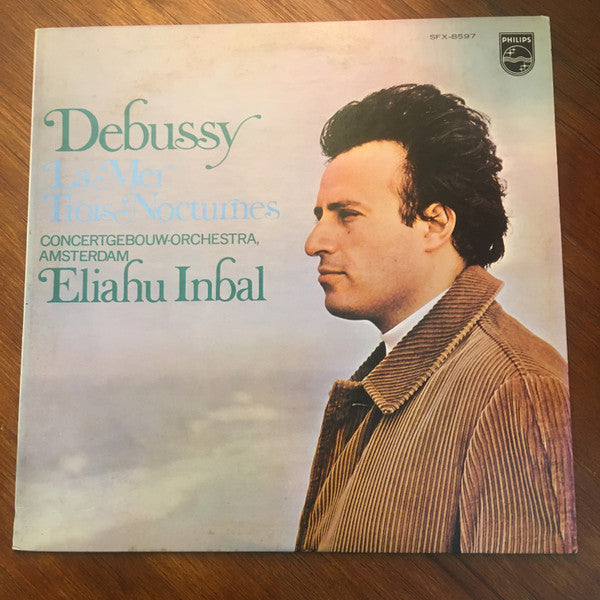 SFX-8597
PHILIPS
Debussy
La Mer
Trois Nocturnes
CONCERTGEBOUW-ORCHESTRA,
AMSTERDAM
Eliahu Inbal